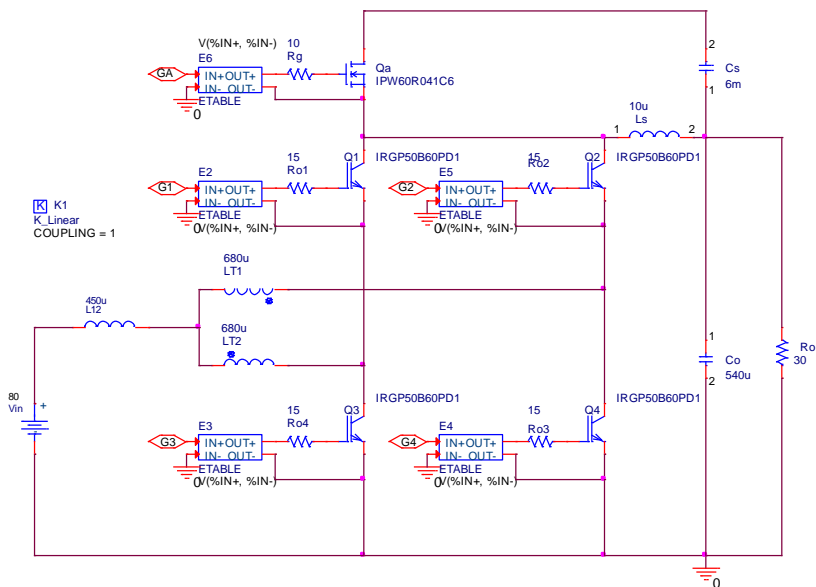 V(%IN+, %IN-)
E6
GA
IN+OUT+
IN- OUT-
ETABLE
0
10
Rg
Qa
IPW60R041C6
2
Cs
1
6m
10u
1
Ls
2
15
Ro1
Q1
IRGP50B60PD1
E2
G1
IN+OUT+
IN- OUT-
ETABLE
0
V(%IN+, %IN-)
15
Ro2
Q2
IRGP50B60PD1
E5
G2
IN+OUT+
IN- OUT-
ETABLE
0
V(%IN+, %IN-)
K K1
K_Linear
COUPLING = 1
680u
LT1
450u
L12
680u
LT2
80
Vin
+
1
Co
540u
2
Ro
30
15
Ro4
Q3
IRGP50B60PD1
E3
G3
IN+OUT+
IN- OUT-
ETABLE
0
V(%IN+, %IN-)
15
Ro3
Q4
IRGP50B60PD1
E4
G4
IN+OUT+
IN- OUT-
ETABLE
0
V(%IN+, %IN-)
0